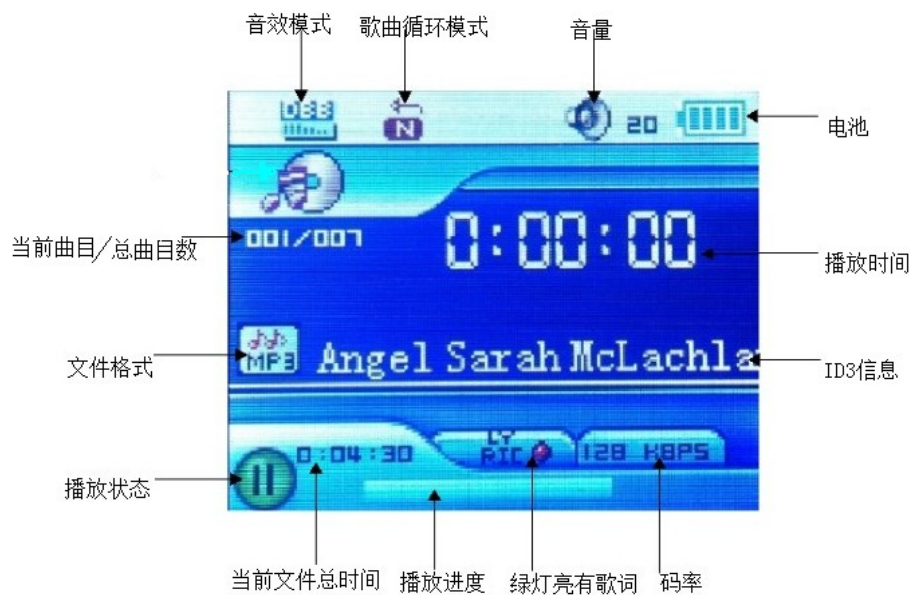 音效模式 歌曲循环模式 音量
DBB
N
20
电池
当前曲目/总曲目数
001/007
0:00:00
播放时间
文件格式
MP3
Angel Sarah McLachla
ID3信息
播放状态
0:04:30
LY
RIC
128 KBPS
当前文件总时间 播放进度 绿灯亮有歌词 码率